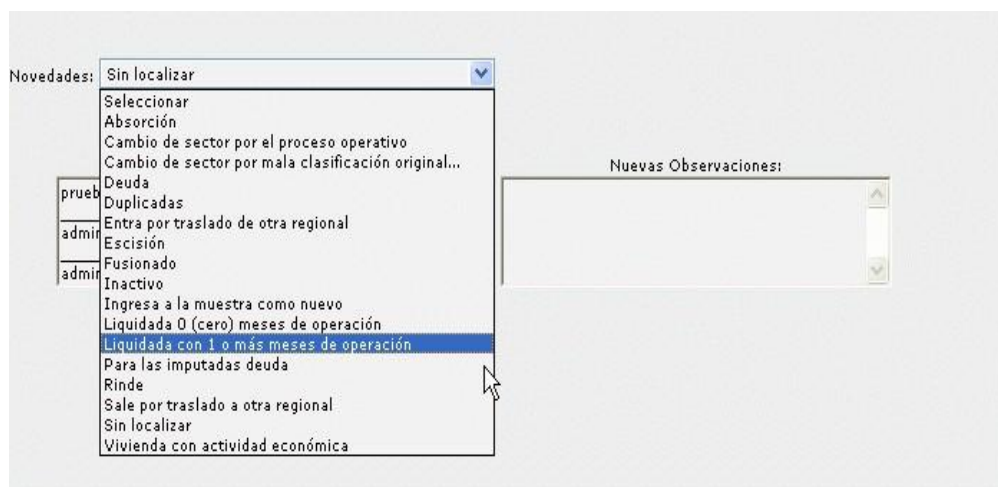 Novedades: Sin localizar
Seleccionar
Absorción
Cambio de sector por el proceso operativo
Cambio de sector por mala clasificación original...
Deuda
Duplicadas
Entra por traslado de otra regional
Escisión
Fusionado
Inactivo
Ingresa a la muestra como nuevo
Liquidada 0 (cero) meses de operación
Liquidada con 1 o más meses de operación
Para las imputadas deuda
Rinde
Sale por traslado a otra regional
Sin localizar
Vivienda con actividad económica
prueb
admin
admin
Nuevas Observaciones: